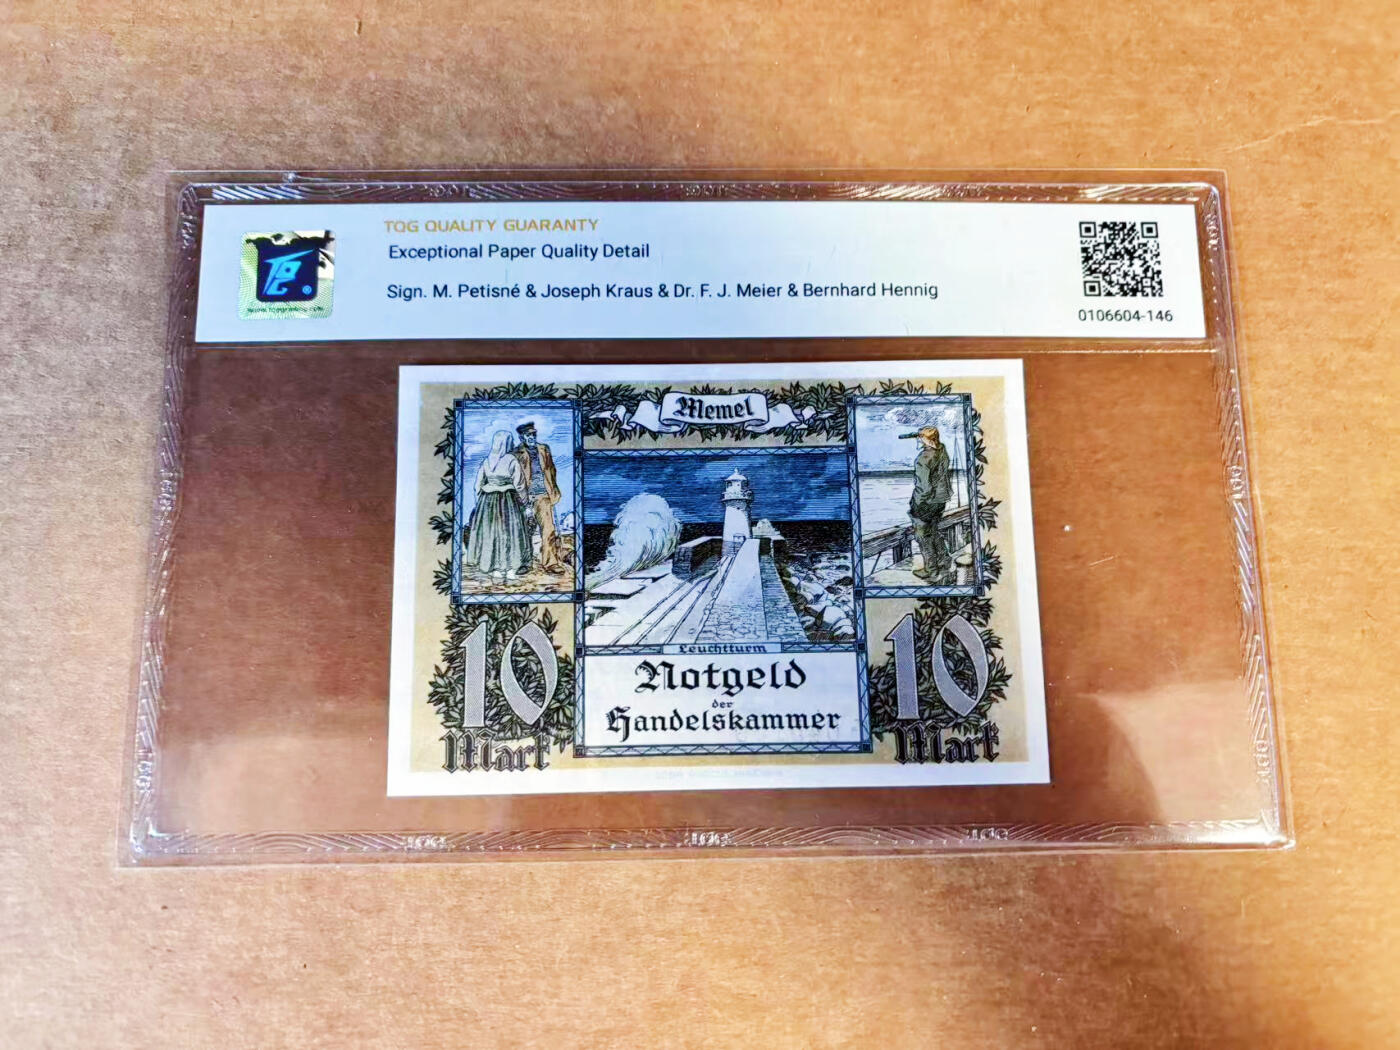 TQG QUALITY GUARANTY
Exceptional Paper Quality Detail
Sign. M. Petisné & Joseph Kraus & Dr. F. J. Meier & Bernhard Hennig
0106604-146
Memel
Leuchtturm
Notgeld
der
Handelskammer
10
Mark
10
Mark